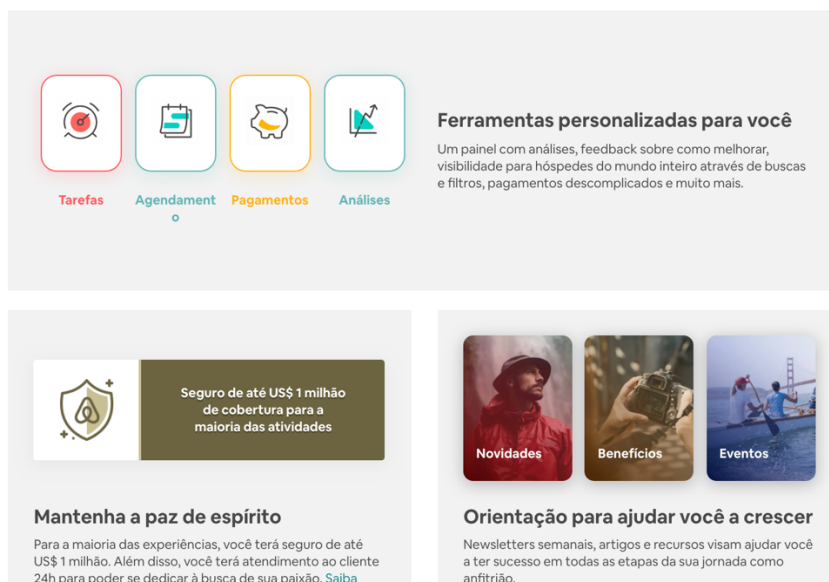 Tarefas
Agendament
o
Pagamentos
Análises
Ferramentas personalizadas para você
Um painel com análises, feedback sobre como melhorar,
visibilidade para hóspedes do mundo inteiro através de buscas
e filtros, pagamentos descomplicados e muito mais.
Seguro de até US$ 1 milhão
de cobertura para a
maioria das atividades
Mantenha a paz de espírito
Para a maioria das experiências, você terá seguro de até
US$ 1 milhão. Além disso, você terá atendimento ao cliente
24h para poder se dedicar à busca de sua paixão. Saiba
Novidades
Benefícios
Eventos
Orientação para ajudar você a crescer
Newsletters semanais, artigos e recursos visam ajudar você
a ter sucesso em todas as etapas da sua jornada como
anfitrião.